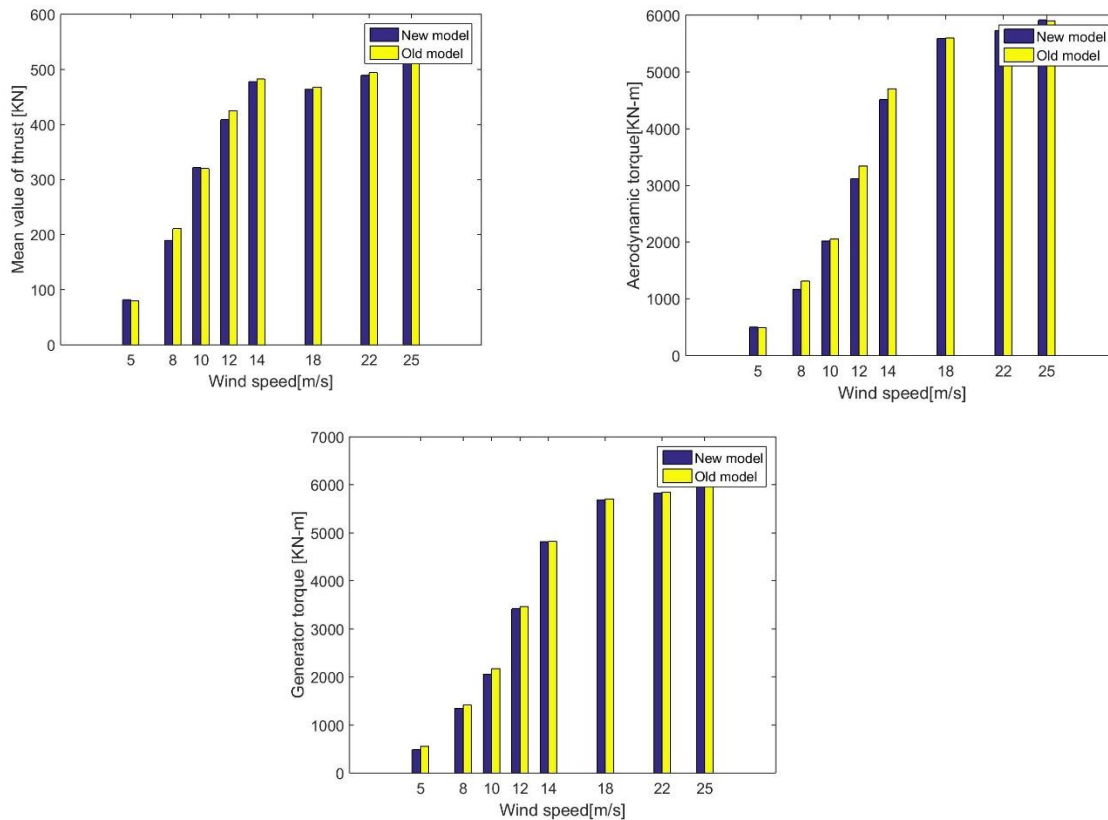 600
500
400
300
200
100
0
Mean value of thrust [KN]
New model
Old model
5 8 10 12 14 18 22 25
Wind speed[m/s]
6000
5000
4000
3000
2000
1000
0
Aerodynamic torque[KN-m]
New model
Old model
5 8 10 12 14 18 22 25
Wind speed[m/s]
7000
6000
5000
4000
3000
2000
1000
0
Generator torque [KN-m]
New model
Old model
5 8 10 12 14 18 22 25
Wind speed[m/s]